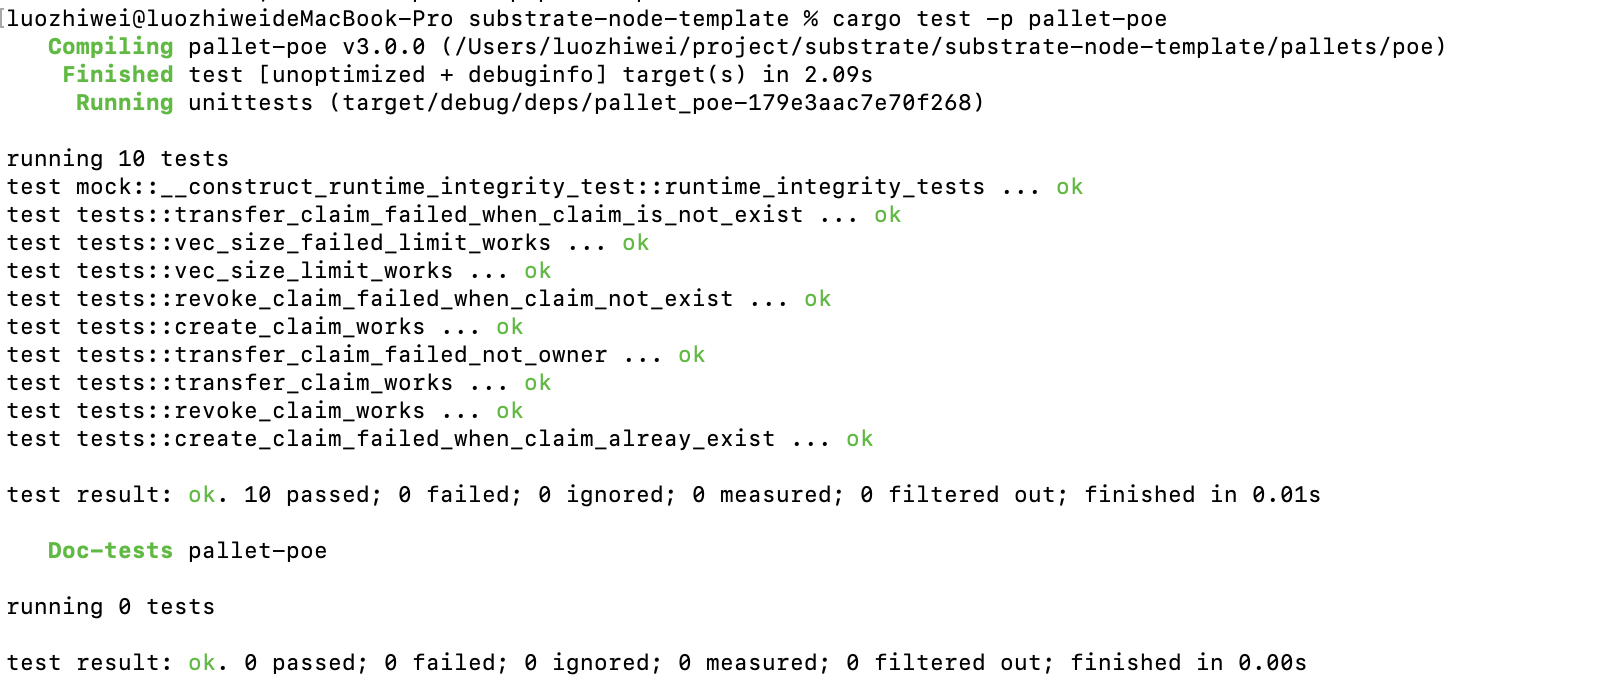 [luozhiwei@luozhiweideMacBook-Pro substrate-node-template % cargo test -p pallet-poe
Compiling pallet-poe v3.0.0 (/Users/luozhiwei/project/substrate/substrate-node-template/pallets/poe)
Finished test [unoptimized + debuginfo] target(s) in 2.09s
Running unittests (target/debug/deps/pallet_poe-179e3aac7e70f268)
running 10 tests
test mock::__construct_runtime_integrity_test::runtime_integrity_tests ... ok
test tests::transfer_claim_failed_when_claim_is_not_exist ... ok
test tests::vec_size_failed_limit_works ... ok
test tests::vec_size_limit_works ... ok
test tests::revoke_claim_failed_when_claim_not_exist ... ok
test tests::create_claim_works ... ok
test tests::transfer_claim_failed_not_owner ... ok
test tests::transfer_claim_works ... ok
test tests::revoke_claim_works ... ok
test tests::create_claim_failed_when_claim_alreay_exist ... ok
test result: ok. 10 passed; 0 failed; 0 ignored; 0 measured; 0 filtered out; finished in 0.01s
Doc-tests pallet-poe
running 0 tests
test result: ok. 0 passed; 0 failed; 0 ignored; 0 measured; 0 filtered out; finished in 0.00s